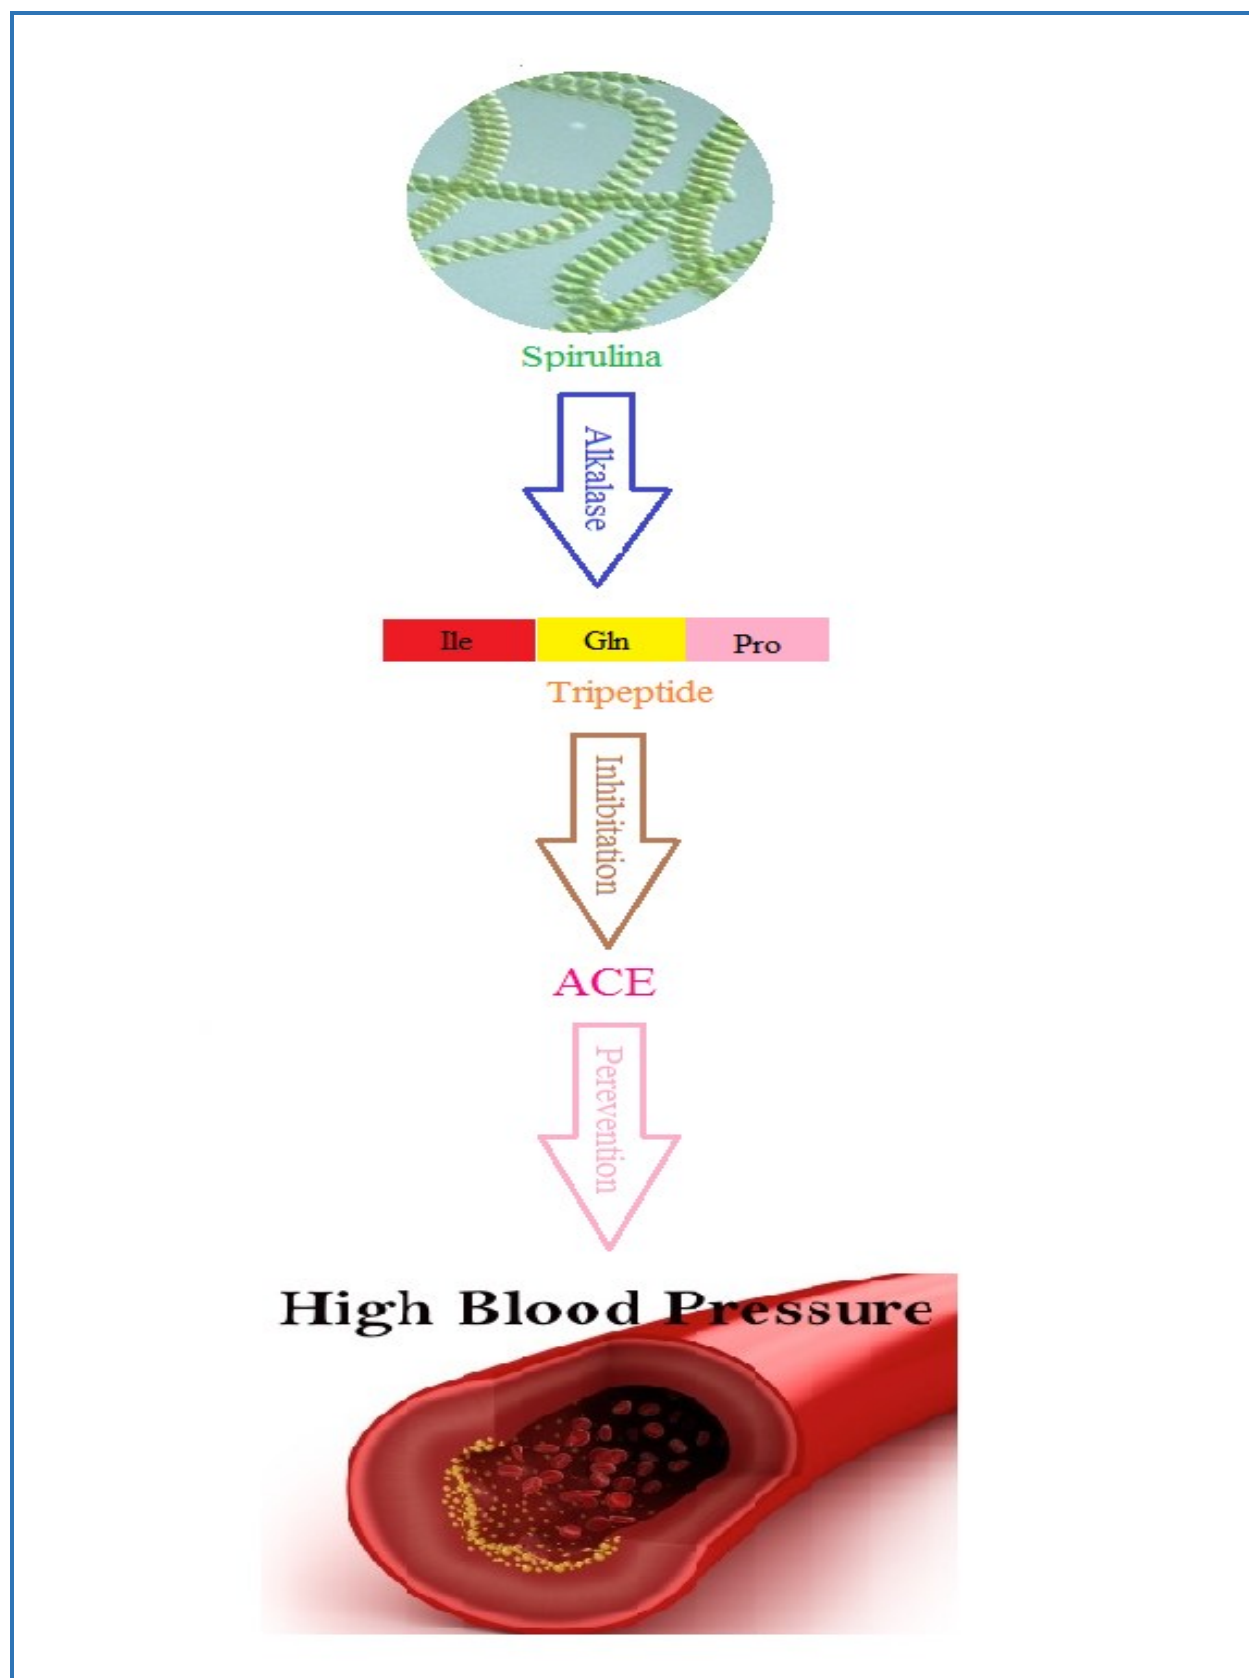 Spirulina
Alkalase
Ile Gln Pro
Tripeptide
Inhibitation
ACE
Perevention
High Blood Pressure